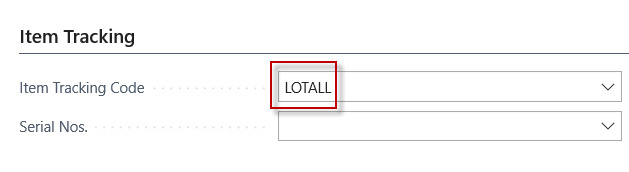 Item Tracking
Item Tracking Code LOTALL
Serial Nos.